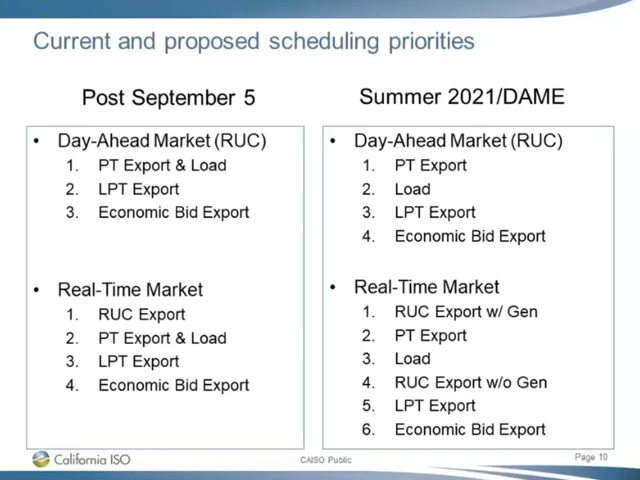 Current and proposed scheduling priorities
Post September 5
• Day-Ahead Market (RUC)
1. PT Export & Load
2. LPT Export
3. Economic Bid Export
• Real-Time Market
1. RUC Export
2. PT Export & Load
3. LPT Export
4. Economic Bid Export
Summer 2021/DAME
• Day-Ahead Market (RUC)
1. PT Export
2. Load
3. LPT Export
4. Economic Bid Export
• Real-Time Market
1. RUC Export w/ Gen
2. PT Export
3. Load
4. RUC Export w/o Gen
5. LPT Export
6. Economic Bid Export
California ISO
CAISO Public
Page 10